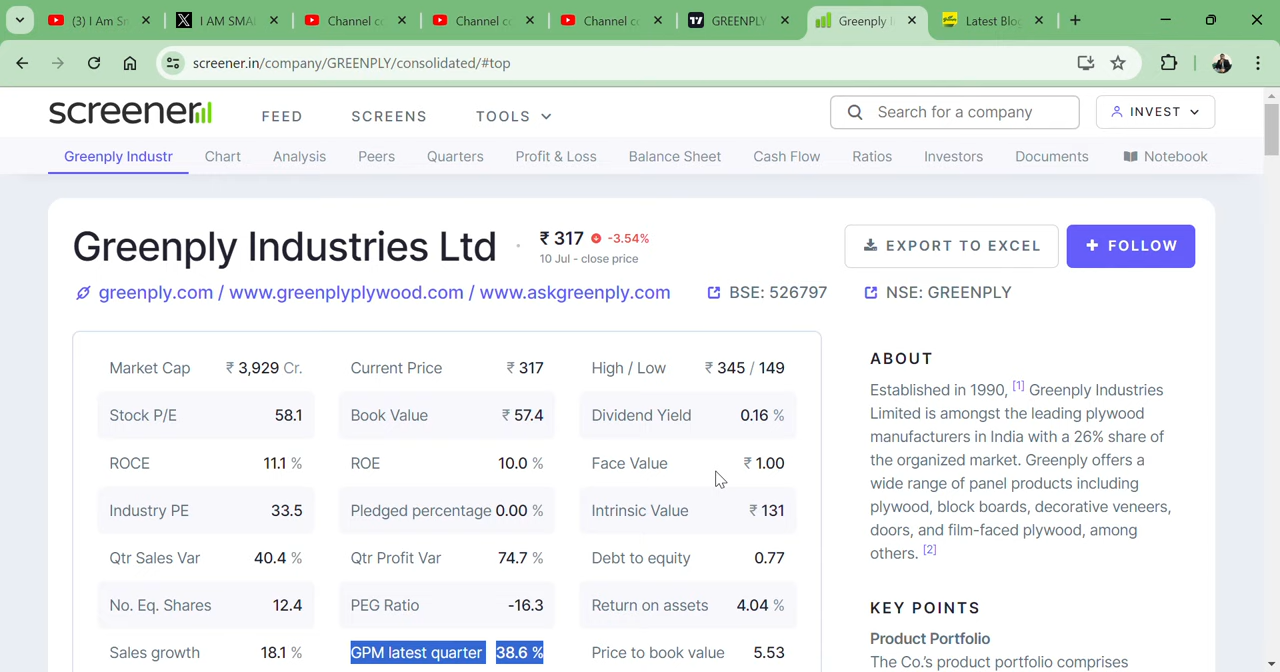 (3) I Am Sm
I AM SMA
Channel c
Channel c
Channel c
GREENPLY
Greenply I
Latest Blo
screener.in/company/GREENPLY/consolidated/#top
screener
FEED
SCREENS
TOOLS
Search for a company
INVEST
Greenply Industr
Chart
Analysis
Peers
Quarters
Profit & Loss
Balance Sheet
Cash Flow
Ratios
Investors
Documents
Notebook
Greenply Industries Ltd
₹ 317 -3.54%
10 Jul - close price
EXPORT TO EXCEL
+ FOLLOW
greenply.com / www.greenplyplywood.com / www.askgreenply.com
BSE: 526797
NSE: GREENPLY
Market Cap ₹ 3,929 Cr.
Current Price ₹ 317
High / Low ₹ 345 / 149
Stock P/E 58.1
Book Value ₹ 57.4
Dividend Yield 0.16 %
ROCE 11.1 %
ROE 10.0 %
Face Value ₹ 1.00
Industry PE 33.5
Pledged percentage 0.00 %
Intrinsic Value ₹ 131
Qtr Sales Var 40.4 %
Qtr Profit Var 74.7 %
Debt to equity 0.77
No. Eq. Shares 12.4
PEG Ratio -16.3
Return on assets 4.04 %
Sales growth 18.1 %
GPM latest quarter 38.6 %
Price to book value 5.53
ABOUT
Established in 1990, [1] Greenply Industries
Limited is amongst the leading plywood
manufacturers in India with a 26% share of
the organized market. Greenply offers a
wide range of panel products including
plywood, block boards, decorative veneers,
doors, and film-faced plywood, among
others. [2]
KEY POINTS
Product Portfolio
The Co.'s product portfolio comprises